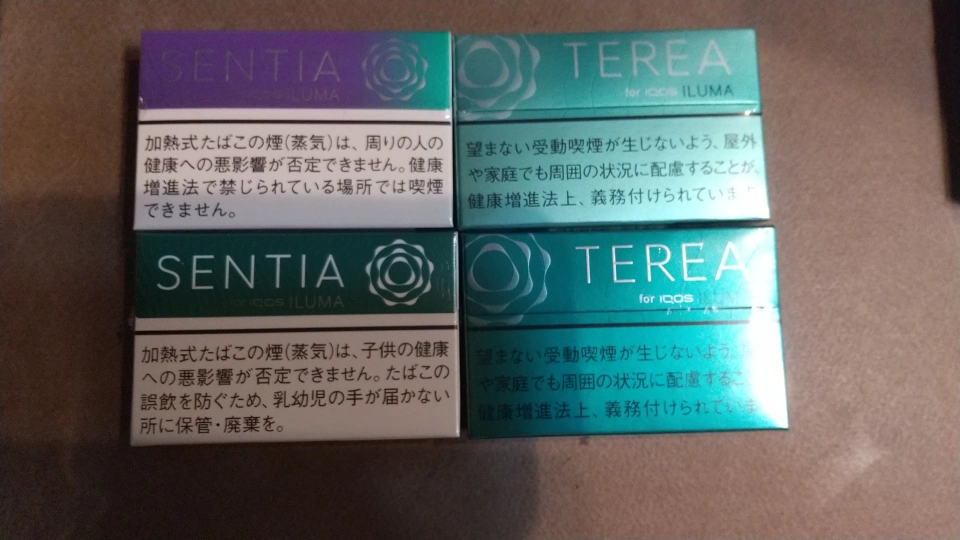 SENTIA
for IQOS ILUMA
加熱式たばこの煙(蒸気)は、周りの人の
健康への悪影響が否定できません。健康
増進法で禁じられている場所では喫煙
できません。
TEREA
for IQOS ILUMA
望まない受動喫煙が生じないよう、屋外
や家庭でも周囲の状況に配慮することが、
健康増進法上、義務付けられています。
SENTIA
for IQOS ILUMA
加熱式たばこの煙(蒸気)は、子供の健康
への悪影響が否定できません。たばこの
誤飲を防ぐため、乳幼児の手が届かない
所に保管・廃棄を。
TEREA
for IQOS
望まない受動喫煙が生じないよう、
や家庭でも周囲の状況に配慮するこ
健康増進法上、義務付けられていま